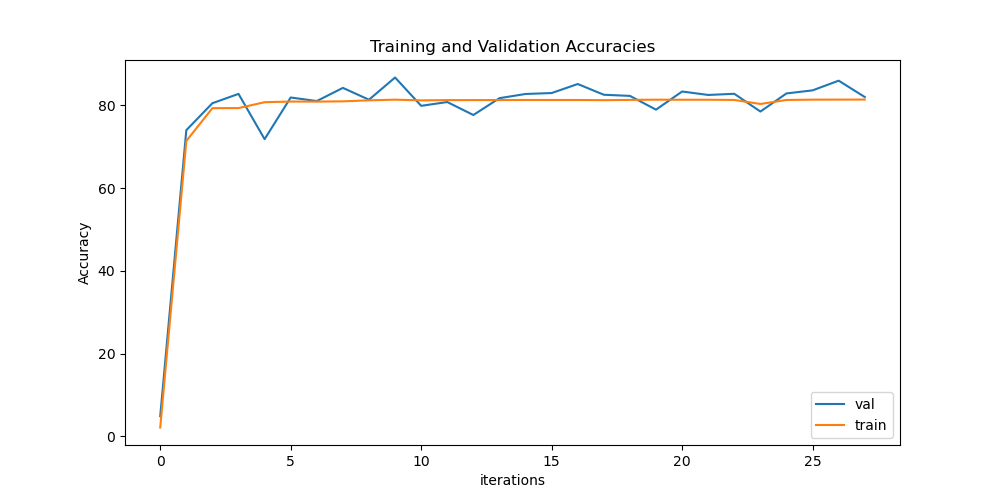 Training and Validation Accuracies
Accuracy
80
60
40
20
0
0 5 10 15 20 25
iterations
val
train